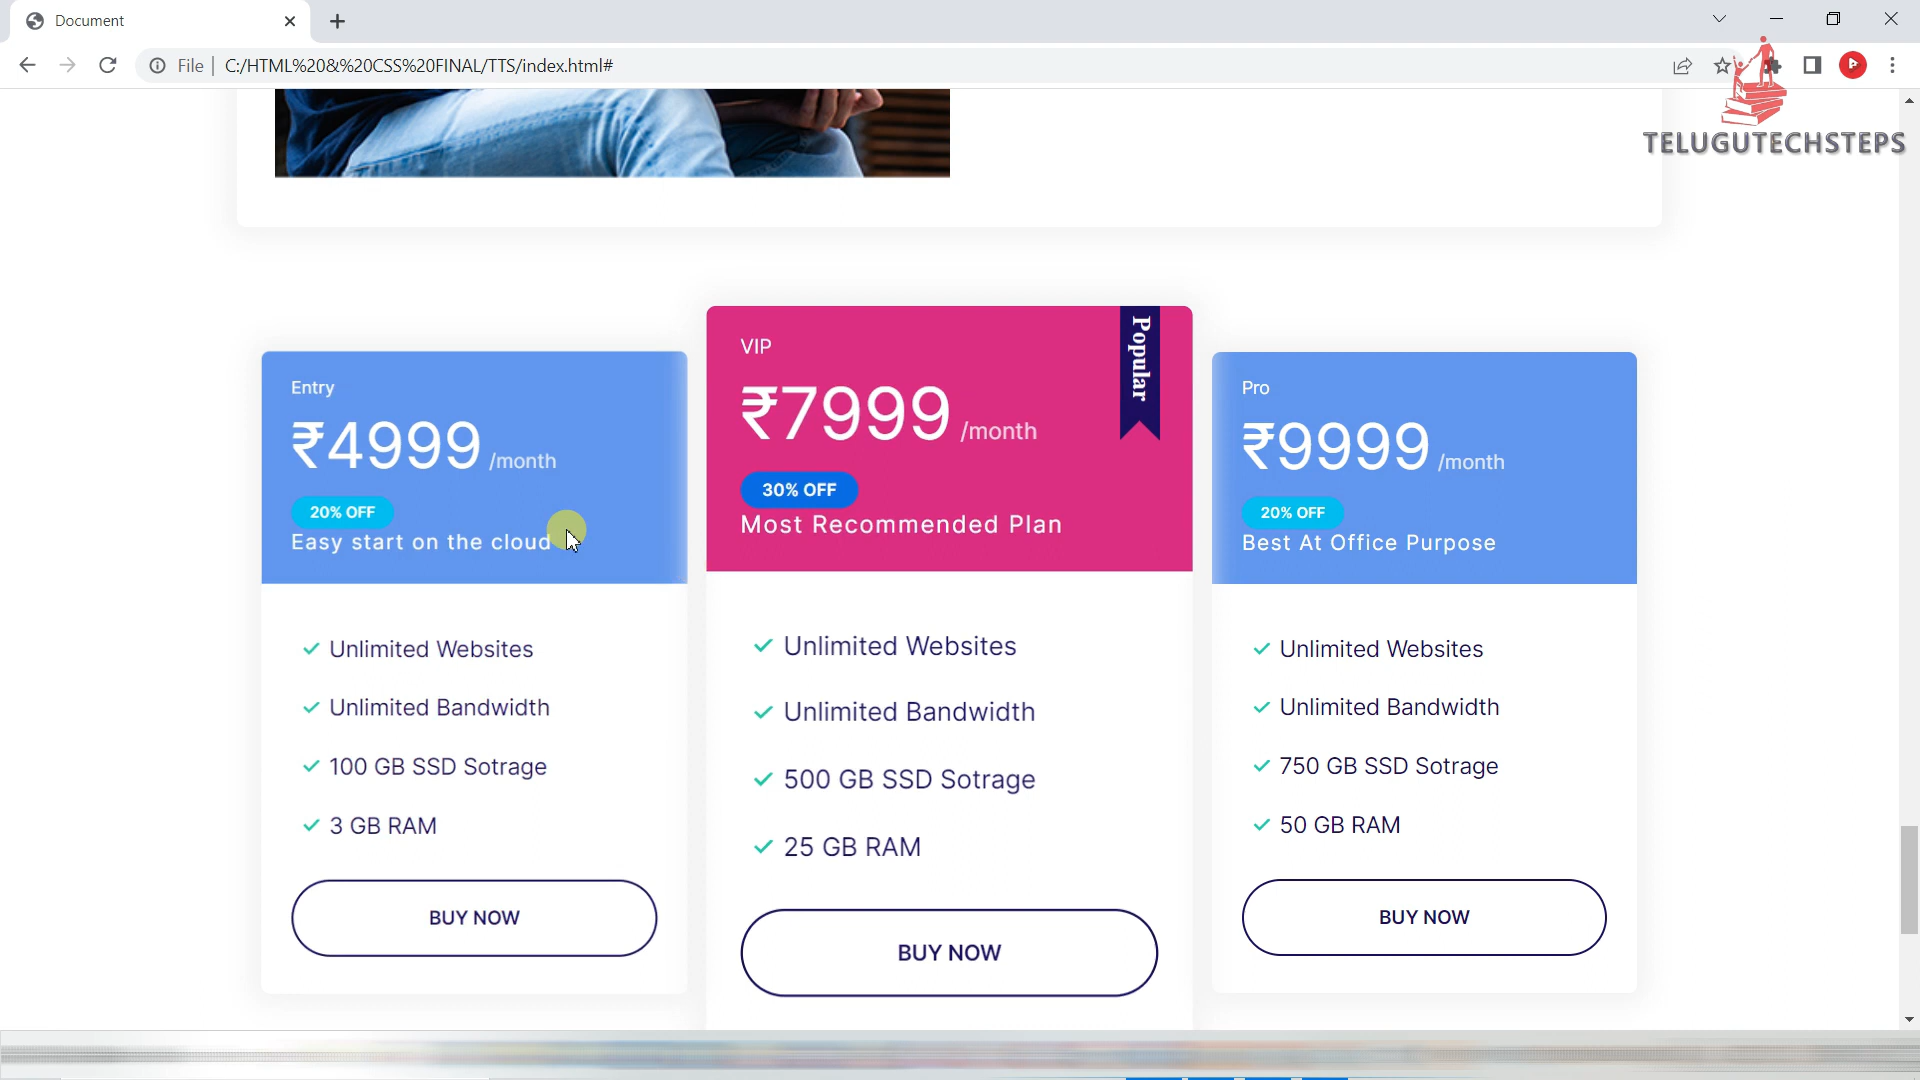 Document
File
C:/HTML%20&%20CSS%20FINAL/TTS/index.html#
TELUGUTECHSTEPS
Entry
₹4999 /month
20% OFF
Easy start on the cloud
Unlimited Websites
Unlimited Bandwidth
100 GB SSD Sotrage
3 GB RAM
BUY NOW
VIP
Popular
₹7999 /month
30% OFF
Most Recommended Plan
Unlimited Websites
Unlimited Bandwidth
500 GB SSD Sotrage
25 GB RAM
BUY NOW
Pro
₹9999 /month
20% OFF
Best At Office Purpose
Unlimited Websites
Unlimited Bandwidth
750 GB SSD Sotrage
50 GB RAM
BUY NOW